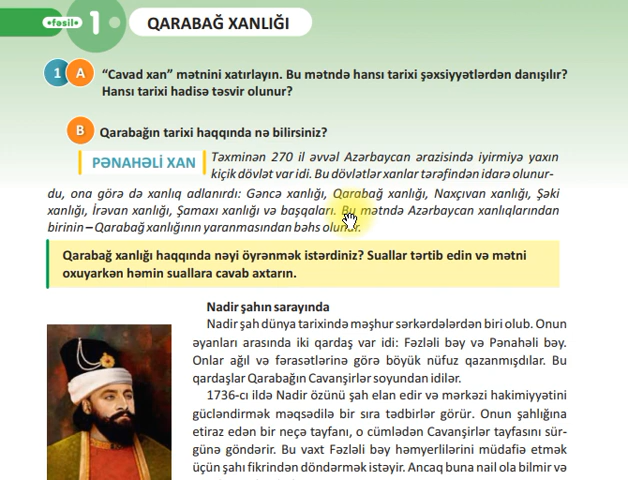 •fəsil• 1 QARABAĞ XANLIĞI
1 A “Cavad xan” mətnini xatırlayın. Bu mətndə hansı tarixi şəxsiyyətlərdən danışılır?
Hansı tarixi hadisə təsvir olunur?
B Qarabağın tarixi haqqında nə bilirsiniz?
PƏNAHƏLİ XAN
Təxminən 270 il əvvəl Azərbaycan ərazisində iyirmiyə yaxın
kiçik dövlət var idi. Bu dövlətlər xanlar tərəfindən idarə olunur-
du, ona görə də xanlıq adlanırdı: Gəncə xanlığı, Qarabağ xanlığı, Naxçıvan xanlığı, Şəki
xanlığı, İrəvan xanlığı, Şamaxı xanlığı və başqaları. Bu mətndə Azərbaycan xanlıqlarından
birinin – Qarabağ xanlığının yaranmasından bəhs olunur.
Qarabağ xanlığı haqqında nəyi öyrənmək istərdiniz? Suallar tərtib edin və mətni
oxuyarkən həmin suallara cavab axtarın.
Nadir şahın sarayında
Nadir şah dünya tarixində məşhur sərkərdələrdən biri olub. Onun
əyanları arasında iki qardaş var idi: Fəzləli bəy və Pənahəli bəy.
Onlar ağıl və fərasətlərinə görə böyük nüfuz qazanmışdılar. Bu
qardaşlar Qarabağın Cavanşirlər soyundan idilər.
1736-cı ildə Nadir özünü şah elan edir və mərkəzi hakimiyyətini
gücləndirmək məqsədilə bir sıra tədbirlər görür. Onun şahlığına
etiraz edən bir neçə tayfanı, o cümlədən Cavanşirlər tayfasını sür-
günə göndərir. Bu vaxt Fəzləli bəy həmyerlilərini müdafiə etmək
üçün şahı fikrindən döndərmək istəyir. Ancaq buna nail ola bilmir və